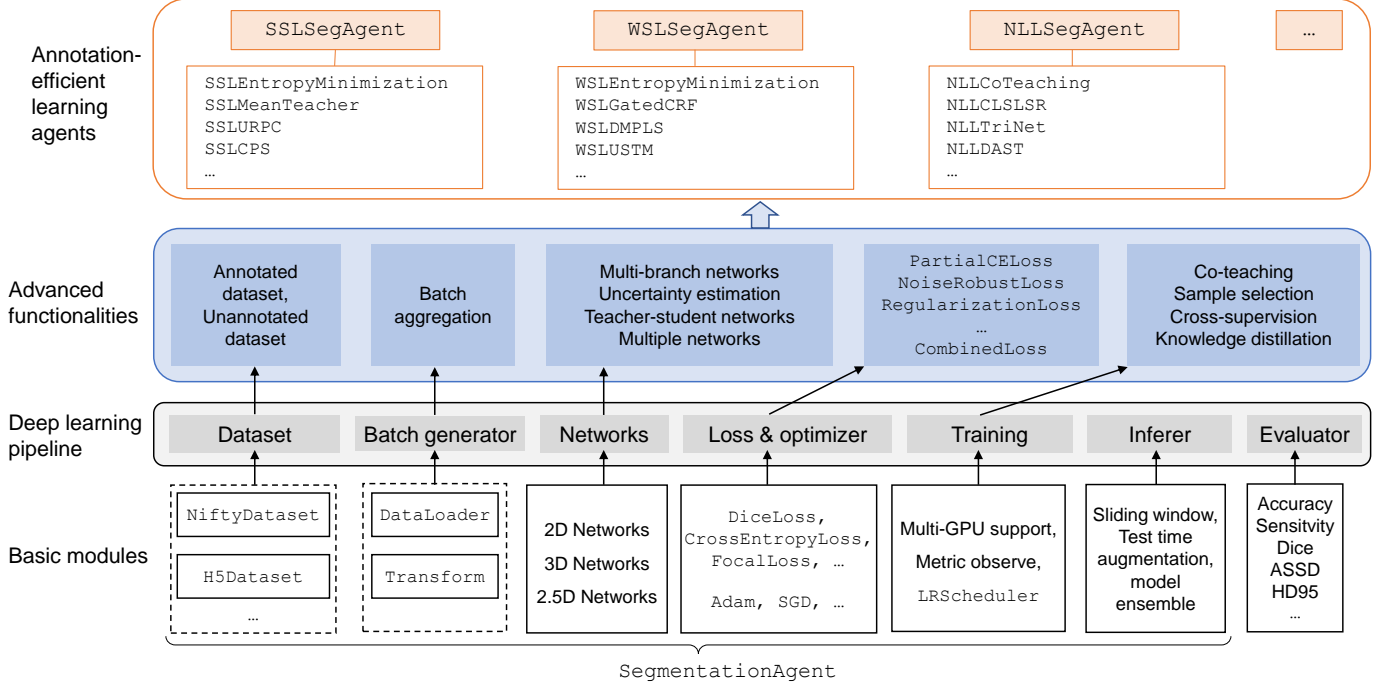 Annotation-
efficient
learning
agents
SSLSegAgent
SSLEntropyMinimization
SSLMeanTeacher
SSLURPC
SSLCPS
…
WSLSegAgent
WSLEntropyMinimization
WSLGatedCRF
WSLDMPLS
WSLUSTM
…
NLLSegAgent
NLLCoTeaching
NLLCLSLSR
NLLTriNet
NLLDAST
…
…
Advanced
functionalities
Annotated
dataset,
Unannotated
dataset
Batch
aggregation
Multi-branch networks
Uncertainty estimation
Teacher-student networks
Multiple networks
PartialCELoss
NoiseRobustLoss
RegularizationLoss
…
CombinedLoss
Co-teaching
Sample selection
Cross-supervision
Knowledge distillation
Deep learning
pipeline
Dataset
Batch generator
Networks
Loss & optimizer
Training
Inferer
Evaluator
Basic modules
NiftyDataset
H5Dataset
…
DataLoader
Transform
2D Networks
3D Networks
2.5D Networks
DiceLoss,
CrossEntropyLoss,
FocalLoss, …
Adam, SGD, …
Multi-GPU support,
Metric observe,
LRScheduler
Sliding window,
Test time
augmentation,
model
ensemble
Accuracy
Sensitvity
Dice
ASSD
HD95
…
SegmentationAgent